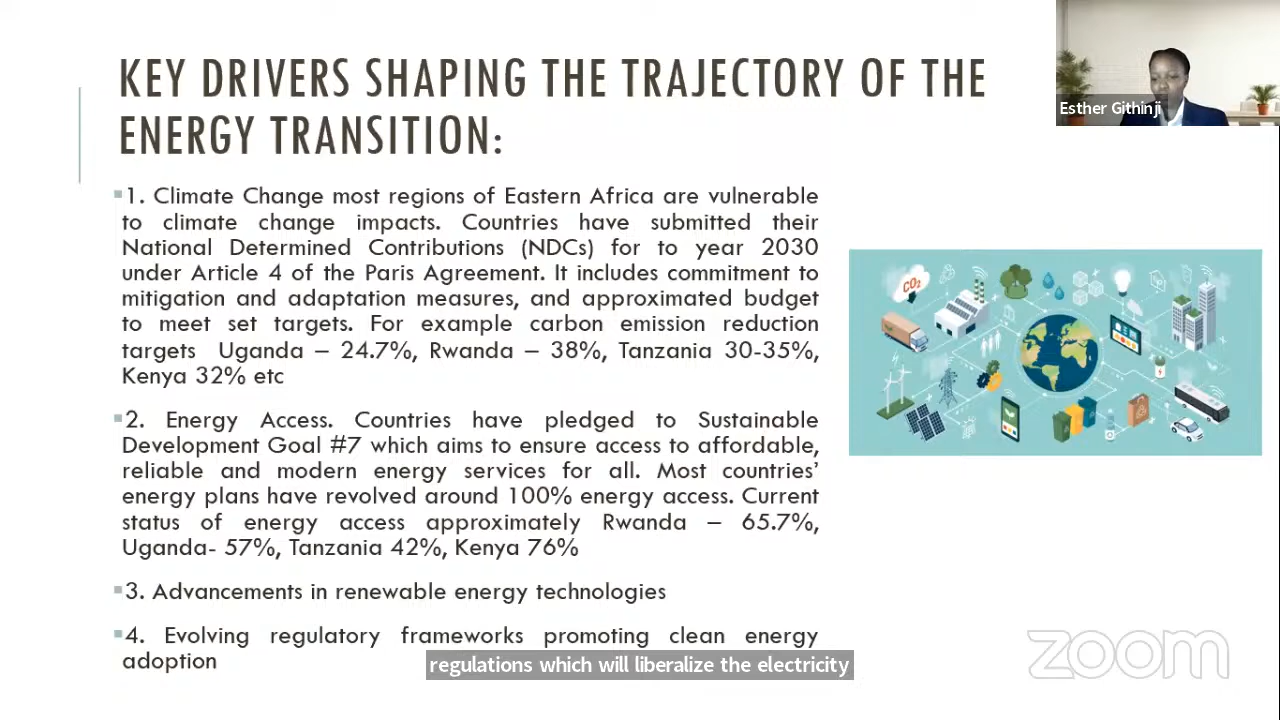 KEY DRIVERS SHAPING THE TRAJECTORY OF THE
ENERGY TRANSITION:
Esther Githinji
1. Climate Change most regions of Eastern Africa are vulnerable
to climate change impacts. Countries have submitted their
National Determined Contributions (NDCs) for to year 2030
under Article 4 of the Paris Agreement. It includes commitment to
mitigation and adaptation measures, and approximated budget
to meet set targets. For example carbon emission reduction
targets Uganda – 24.7%, Rwanda – 38%, Tanzania 30-35%,
Kenya 32% etc
CO2
2. Energy Access. Countries have pledged to Sustainable
Development Goal #7 which aims to ensure access to affordable,
reliable and modern energy services for all. Most countries’
energy plans have revolved around 100% energy access. Current
status of energy access approximately Rwanda – 65.7%,
Uganda- 57%, Tanzania 42%, Kenya 76%
3. Advancements in renewable energy technologies
4. Evolving regulatory frameworks promoting clean energy
adoption
regulations which will liberalize the electricity
zoom